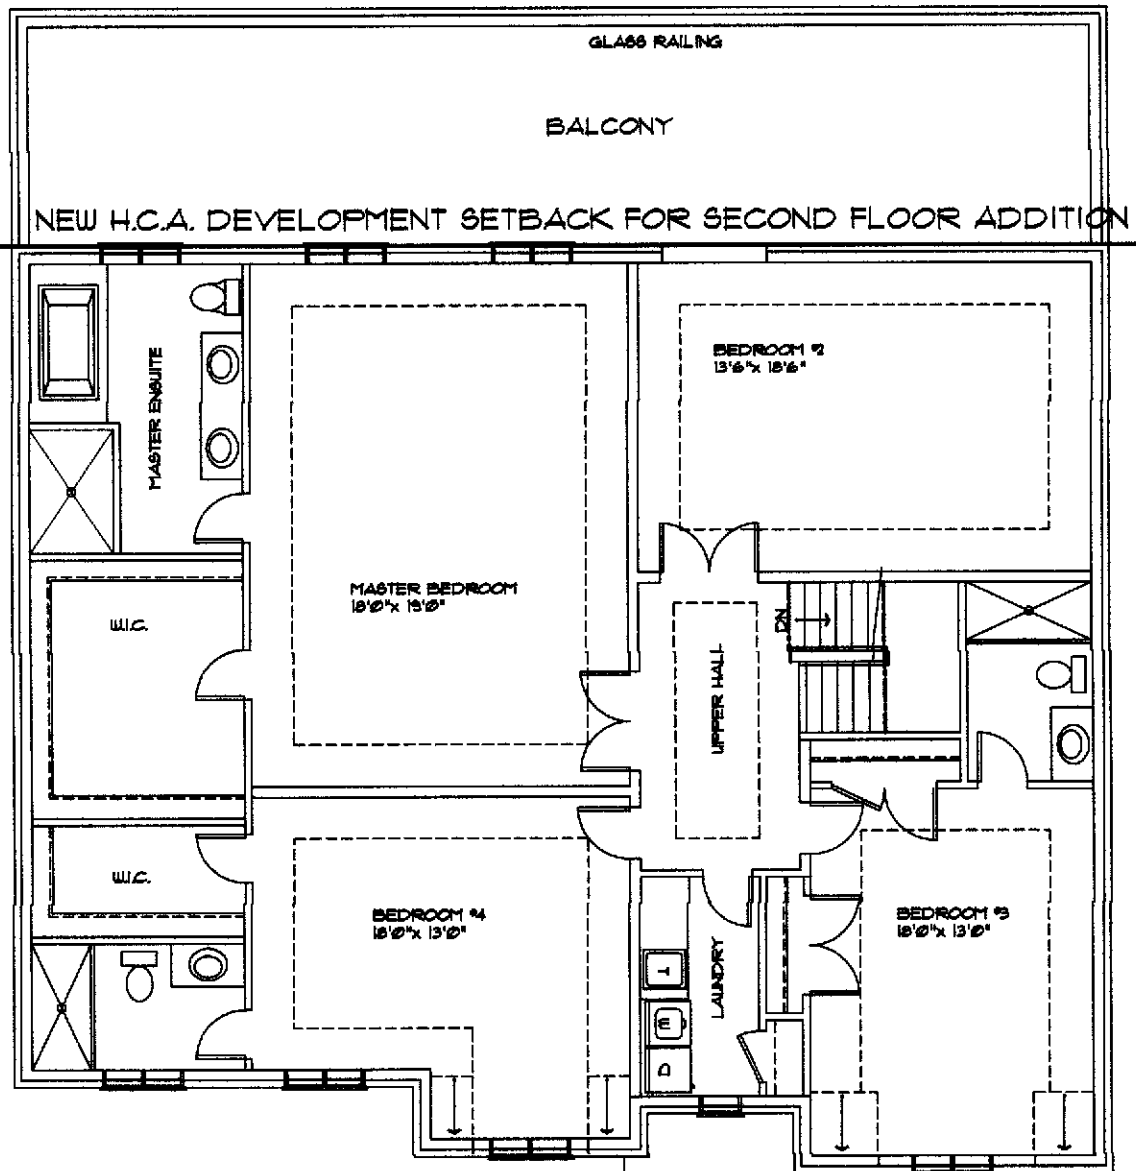 GLASS RAILING
BALCONY
NEW H.C.A. DEVELOPMENT SETBACK FOR SECOND FLOOR ADDITION
MASTER ENSUITE
BEDROOM #2
13'6"x 18'6"
MASTER BEDROOM
18'0"x 19'0"
W.I.C.
DN
UPPER HALL
W.I.C.
BEDROOM #4
18'0"x 13'0"
BEDROOM #3
18'0"x 13'0"
LAUNDRY
T
W
D